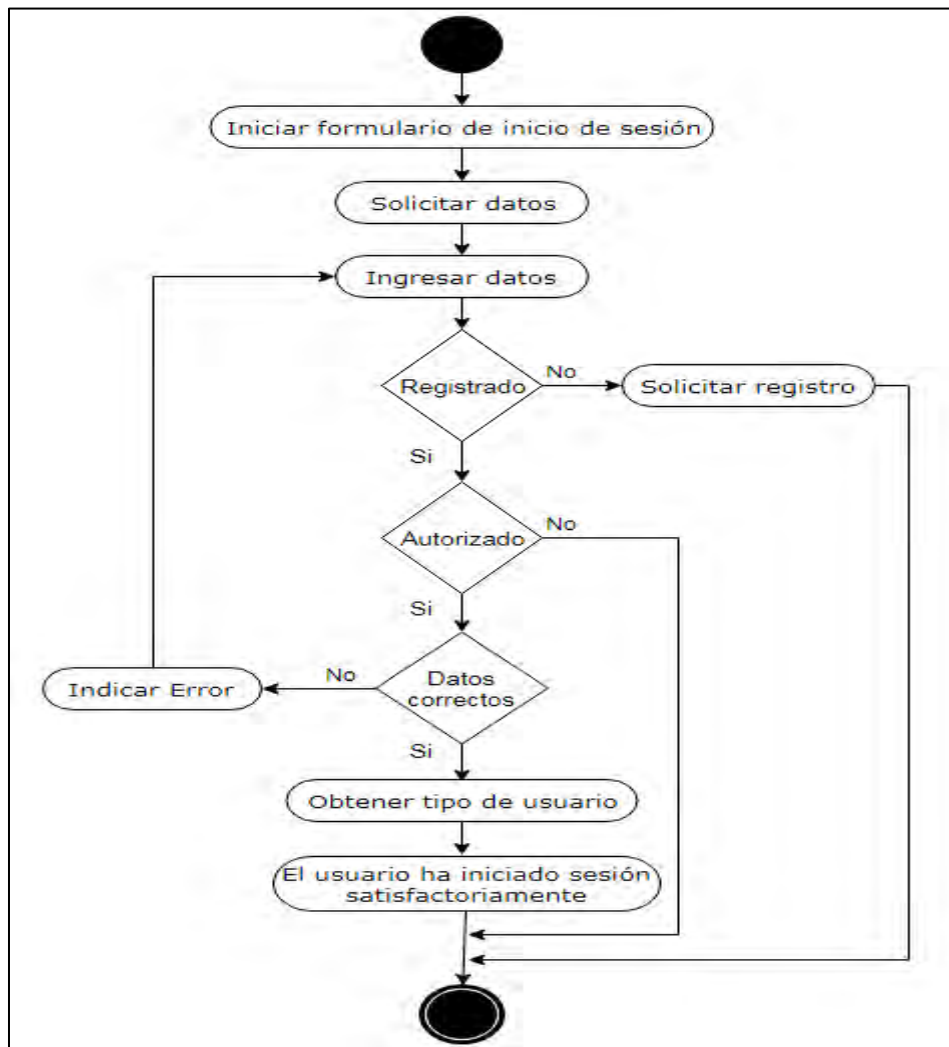 Iniciar formulario de inicio de sesión
Solicitar datos
Ingresar datos
Registrado
No
Solicitar registro
Si
Autorizado
No
Si
Datos
correctos
No
Indicar Error
Si
Obtener tipo de usuario
El usuario ha iniciado sesión
satisfactoriamente